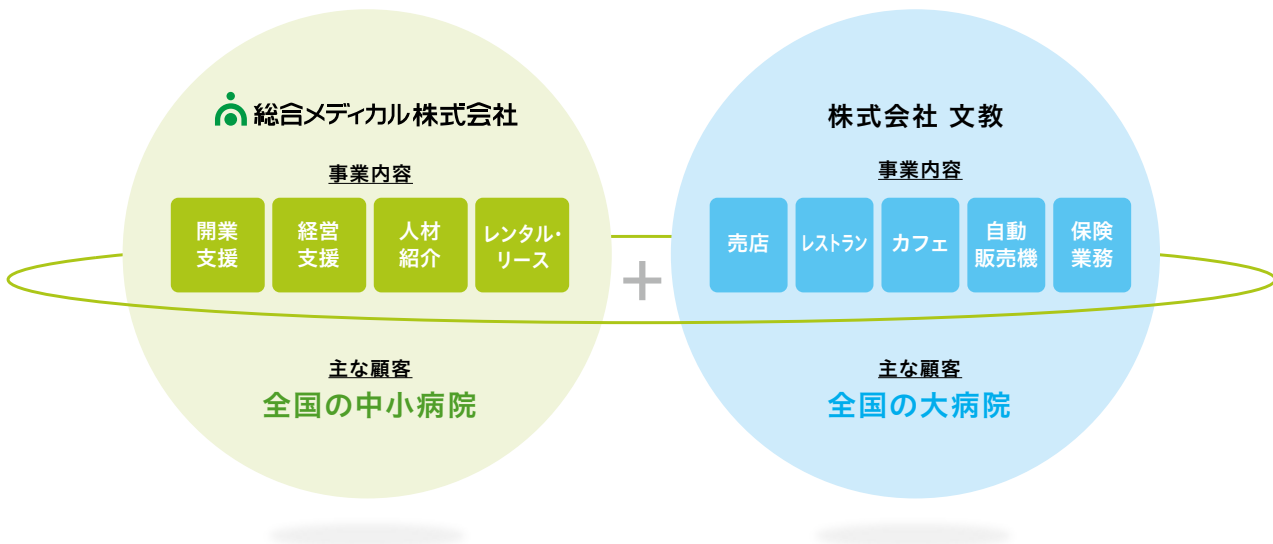 総合メディカル株式会社
事業内容
開業
支援
経営
支援
人材
紹介
レンタル・
リース
主な顧客
全国の中小病院
+
株式会社 文教
事業内容
売店
レストラン
カフェ
自動
販売機
保険
業務
主な顧客
全国の大病院